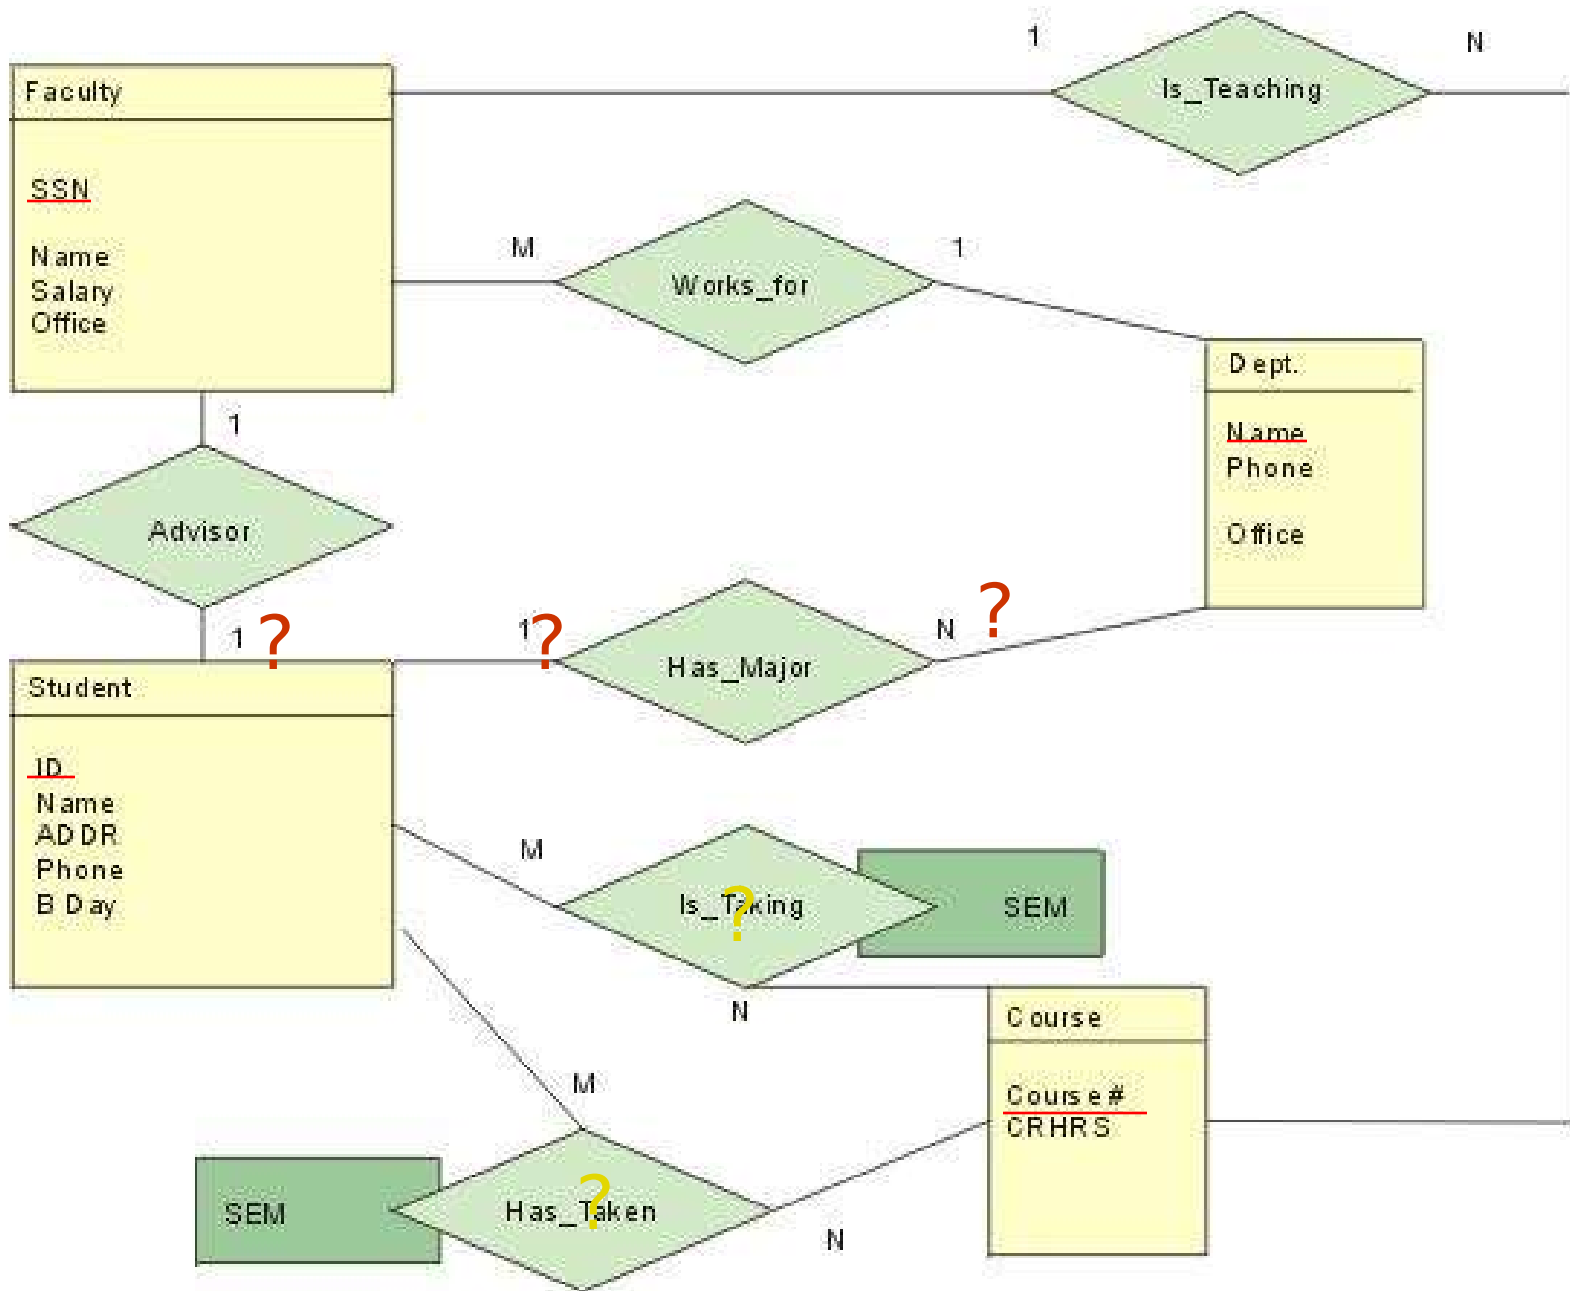 1
N
Is_Teaching
Faculty
SSN
Name
Salary
Office
M
1
Works_for
Dept.
Name
Phone
Office
1
Advisor
1
?
1
?
N
?
Has_Major
Student
ID
Name
ADDR
Phone
B Day
M
Is_Taking
?
SEM
N
Course
Course#
CRHRS
M
SEM
Has_Taken
?
N